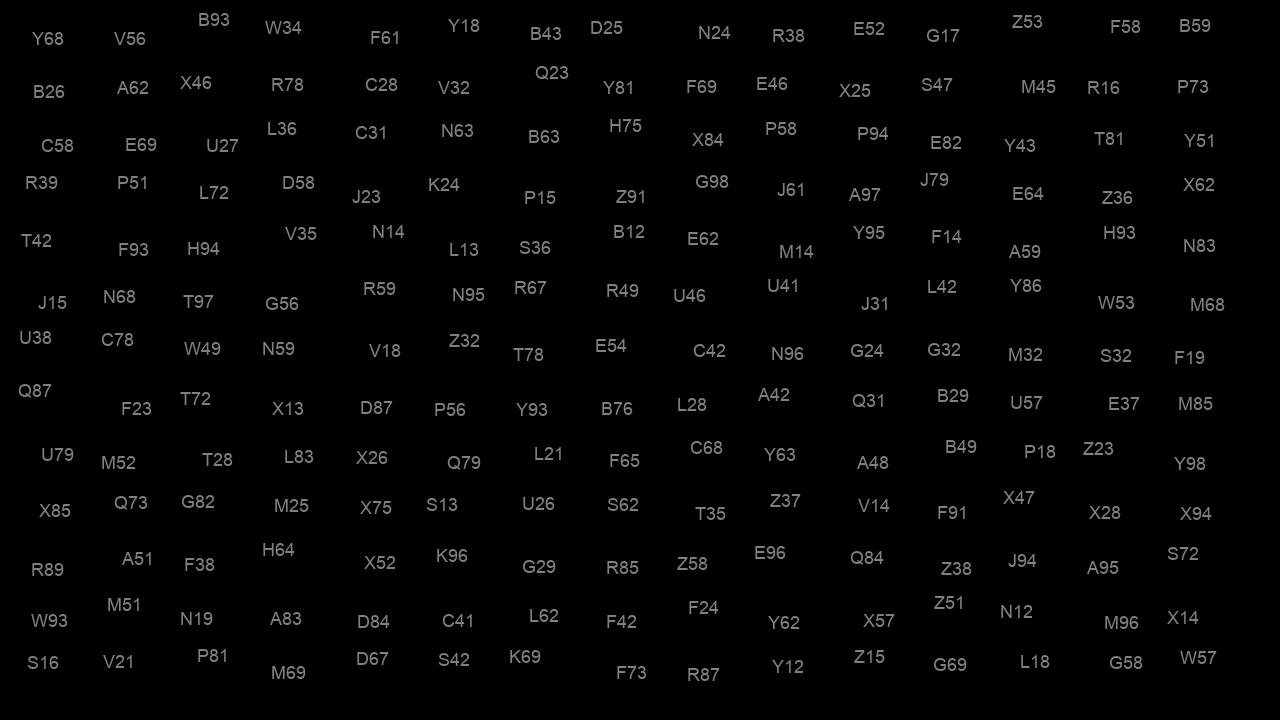 Y68 V56 B93 W34 F61 Y18 B43 D25 N24 R38 E52 G17 Z53 F58 B59
B26 A62 X46 R78 C28 V32 Q23 Y81 F69 E46 X25 S47 M45 R16 P73
C58 E69 U27 L36 C31 N63 B63 H75 X84 P58 P94 E82 Y43 T81 Y51
R39 P51 L72 D58 J23 K24 P15 Z91 G98 J61 A97 J79 E64 Z36 X62
T42 F93 H94 V35 N14 L13 S36 B12 E62 M14 Y95 F14 A59 H93 N83
J15 N68 T97 G56 R59 N95 R67 R49 U46 U41 J31 L42 Y86 W53 M68
U38 C78 W49 N59 V18 Z32 T78 E54 C42 N96 G24 G32 M32 S32 F19
Q87 F23 T72 X13 D87 P56 Y93 B76 L28 A42 Q31 B29 U57 E37 M85
U79 M52 T28 L83 X26 Q79 L21 F65 C68 Y63 A48 B49 P18 Z23 Y98
X85 Q73 G82 M25 X75 S13 U26 S62 T35 Z37 V14 F91 X47 X28 X94
R89 A51 F38 H64 X52 K96 G29 R85 Z58 E96 Q84 Z38 J94 A95 S72
W93 M51 N19 A83 D84 C41 L62 F42 F24 Y62 X57 Z51 N12 M96 X14
S16 V21 P81 M69 D67 S42 K69 F73 R87 Y12 Z15 G69 L18 G58 W57